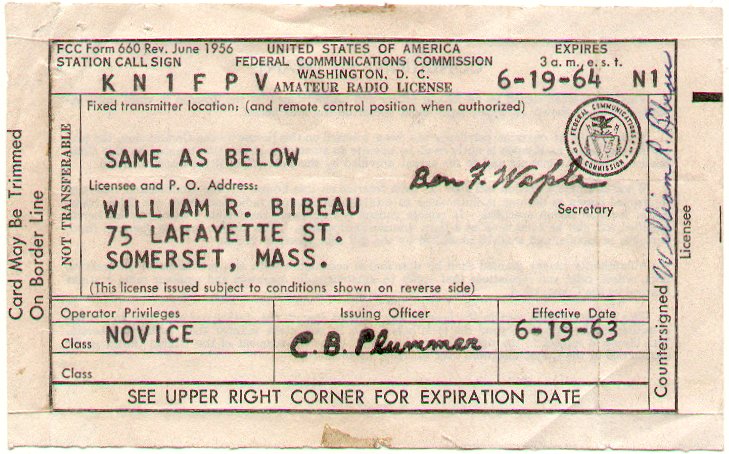 FCC Form 660 Rev. June 1956
UNITED STATES OF AMERICA
EXPIRES
STATION CALL SIGN
FEDERAL COMMUNICATIONS COMMISSION
3 a.m., e.s.t.
KN1FPV
WASHINGTON, D. C.
6-19-64 N1
AMATEUR RADIO LICENSE
Fixed transmitter location: (and remote control position when authorized)
SAME AS BELOW
FEDERAL COMMUNICATIONS COMMISSION
Ben F. Waple
Secretary
Licensee and P. O. Address:
WILLIAM R. BIBEAU
75 LAFAYETTE ST.
SOMERSET, MASS.
(This license issued subject to conditions shown on reverse side)
Operator Privileges
Issuing Officer
Effective Date
Class NOVICE
C.B. Plummer
6-19-63
Class
SEE UPPER RIGHT CORNER FOR EXPIRATION DATE
Card May Be Trimmed
On Border Line
NOT TRANSFERABLE
Countersigned William R. Bibeau
Licensee